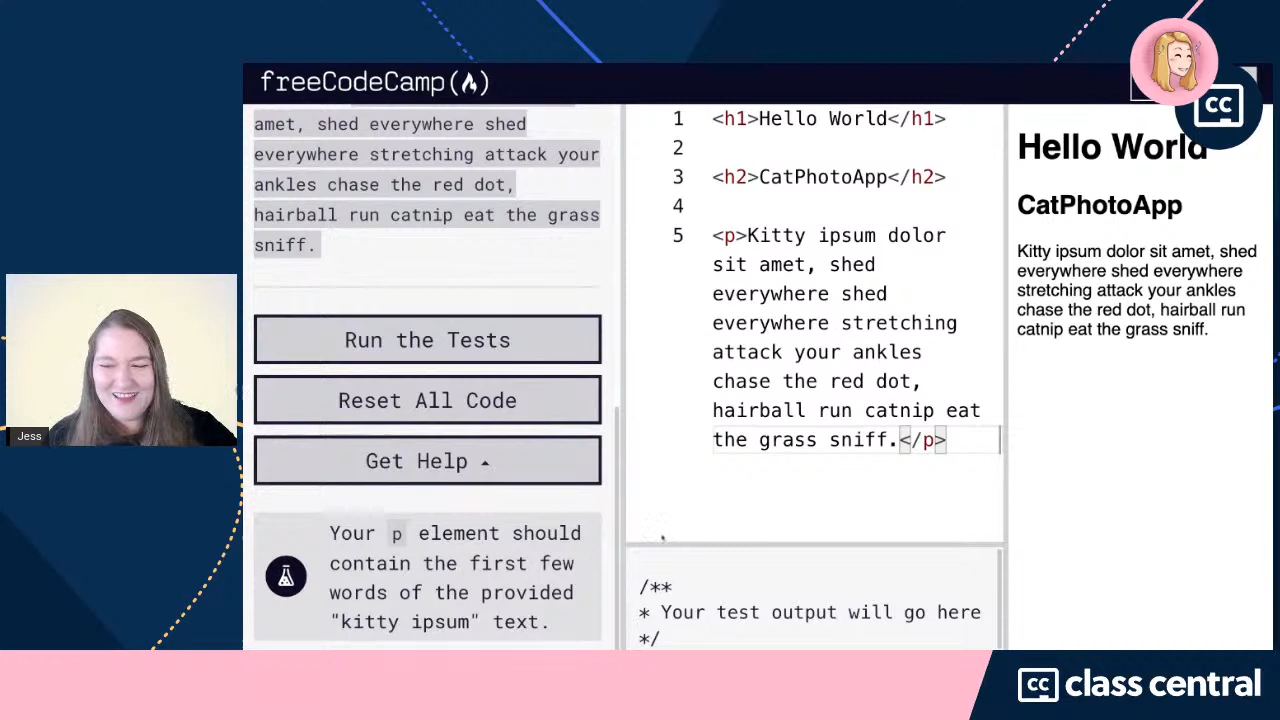 freeCodeCamp(🔥)
amet, shed everywhere shed
everywhere stretching attack your
ankles chase the red dot,
hairball run catnip eat the grass
sniff.
Run the Tests
Reset All Code
Get Help
Your p element should
contain the first few
words of the provided
"kitty ipsum" text.
1 <h1>Hello World</h1>
2
3 <h2>CatPhotoApp</h2>
4
5 <p>Kitty ipsum dolor
sit amet, shed
everywhere shed
everywhere stretching
attack your ankles
chase the red dot,
hairball run catnip eat
the grass sniff.</p>
/**
* Your test output will go here
*/
Hello World
CatPhotoApp
Kitty ipsum dolor sit amet, shed
everywhere shed everywhere
stretching attack your ankles
chase the red dot, hairball run
catnip eat the grass sniff.
CC
Jess
CC class central